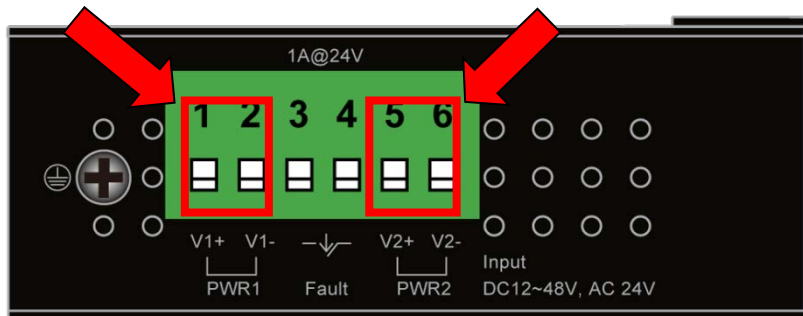 1A@24V
1 2 3 4 5 6
V1+ V1- V2+ V2-
PWR1 Fault PWR2
Input
DC12~48V, AC 24V